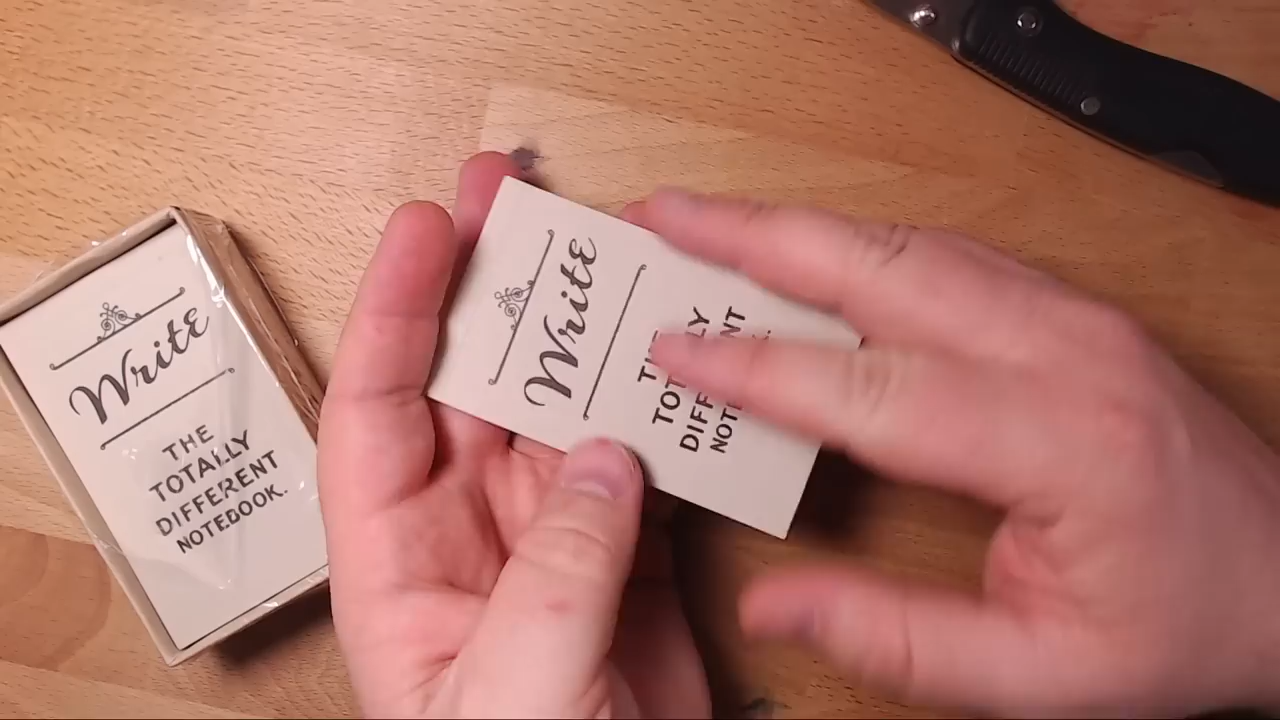 Write
THE
TOTALLY
DIFFERENT
NOTEBOOK.
Write